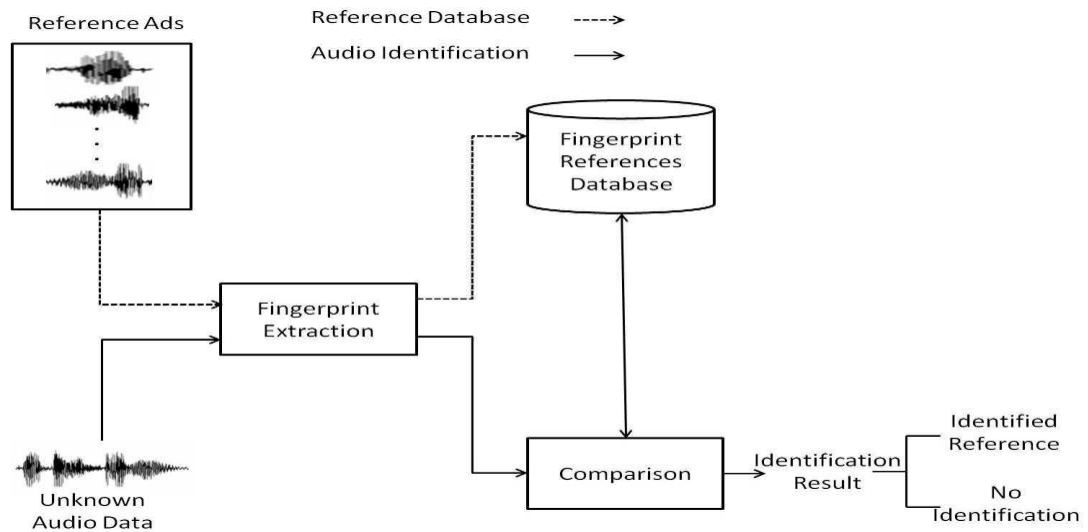 Reference Ads
Reference Database
Audio Identification
Fingerprint
References
Database
Fingerprint
Extraction
Unknown
Audio Data
Comparison
Identification
Result
Identified
Reference
No
Identification